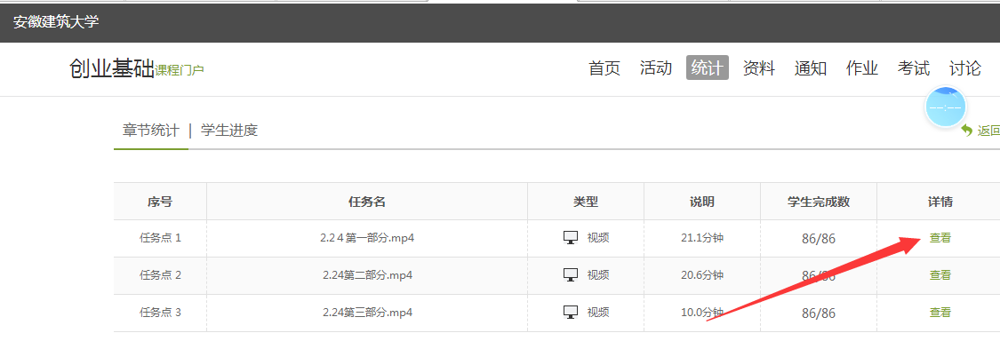 安徽建筑大学
创业基础课程门户 首页 活动 统计 资料 通知 作业 考试 讨论
--:--
章节统计 | 学生进度 返回
序号 任务名 类型 说明 学生完成数 详情
任务点 1 2.2４第一部分.mp4 视频 21.1分钟 86/86 查看
任务点 2 2.24第二部分.mp4 视频 20.6分钟 86/86 查看
任务点 3 2.24第三部分.mp4 视频 10.0分钟 86/86 查看